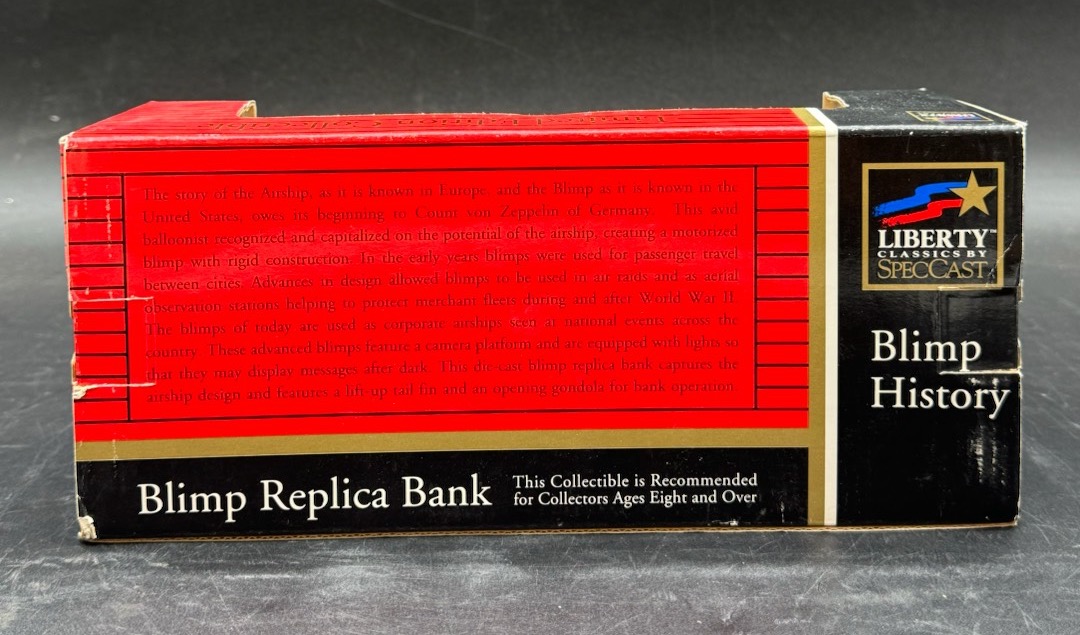 Limited Edition Collectible
The story of the Airship, as it is known in Europe, and the Blimp as it is known in the
United States, owes its beginning to Count von Zeppelin of Germany. This avid
balloonist recognized and capitalized on the potential of the airship, creating a motorized
blimp with rigid construction. In the early years blimps were used for passenger travel
between cities. Advances in design allowed blimps to be used in air raids and as aerial
observation stations helping to protect merchant fleets during and after World War II.
The blimps of today are used as corporate airships seen at national events across the
country. These advanced blimps feature a camera platform and are equipped with lights so
that they may display messages after dark. This die-cast blimp replica bank captures the
airship design and features a lift-up tail fin and an opening gondola for bank operation.
Blimp Replica Bank
This Collectible is Recommended
for Collectors Ages Eight and Over
LIBERTY™
CLASSICS BY
SPECCAST
Blimp
History